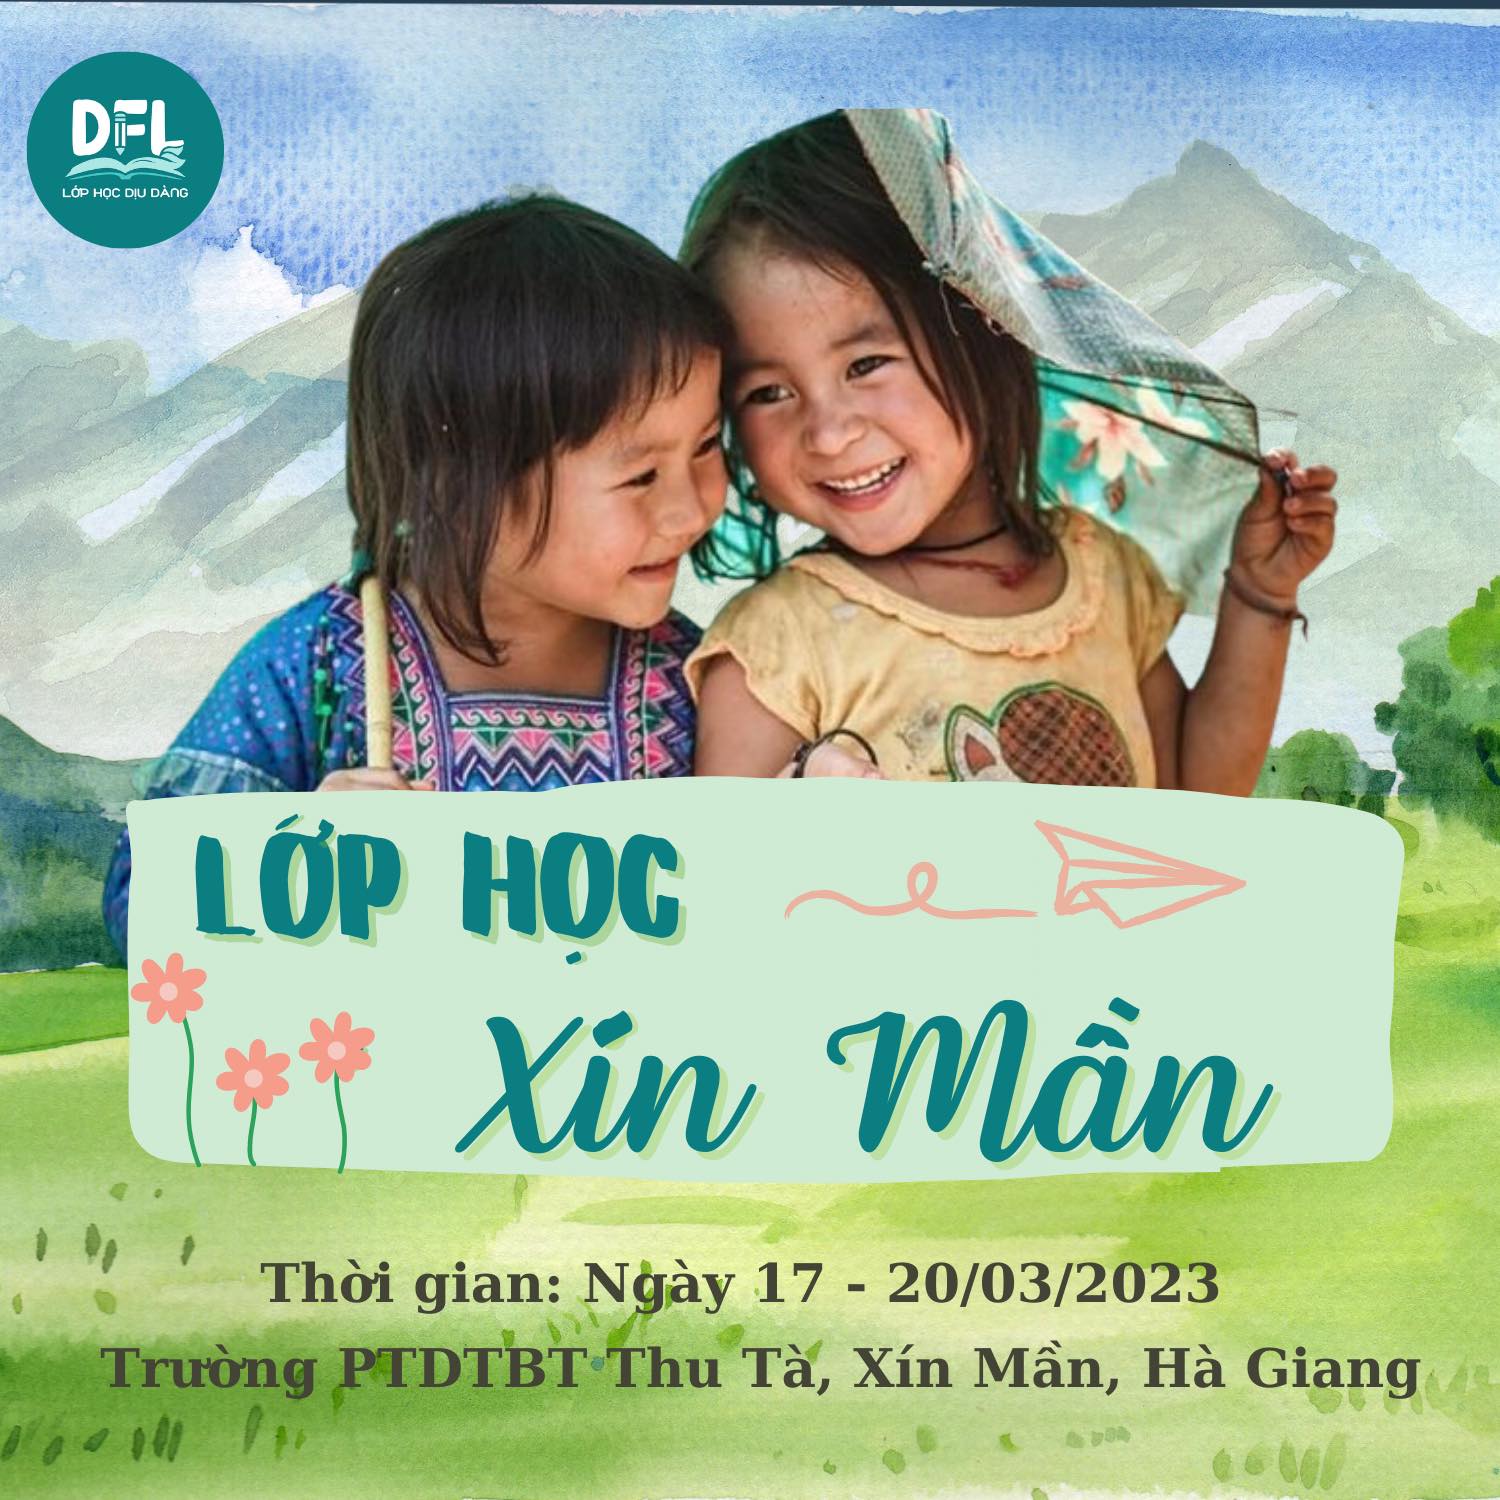 DFL
LỚP HỌC DỊU DÀNG
LỚP HỌC
Xín Mần
Thời gian: Ngày 17 - 20/03/2023
Trường PTDTBT Thu Tà, Xín Mần, Hà Giang